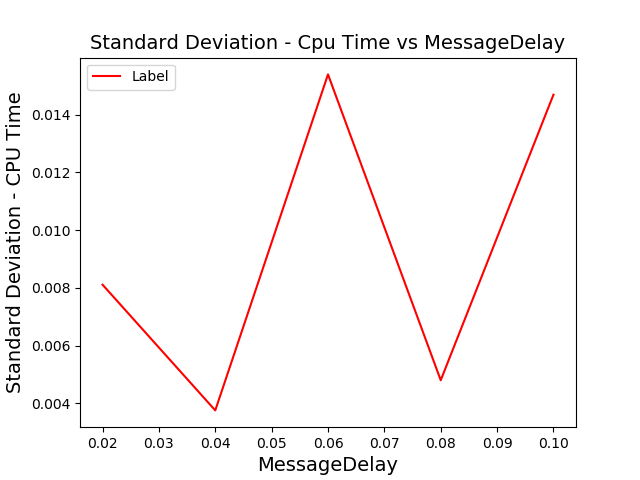 Standard Deviation - Cpu Time vs MessageDelay
Label
Standard Deviation - CPU Time
0.014
0.012
0.010
0.008
0.006
0.004
0.02 0.03 0.04 0.05 0.06 0.07 0.08 0.09 0.10
MessageDelay